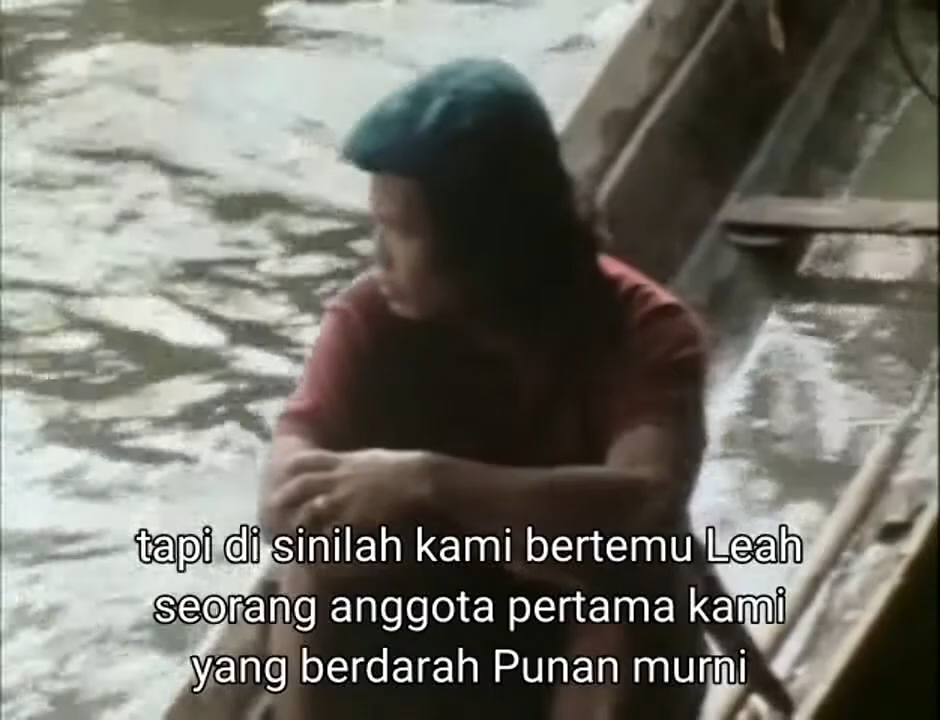 tapi di sinilah kami bertemu Leah
seorang anggota pertama kami
yang berdarah Punan murni